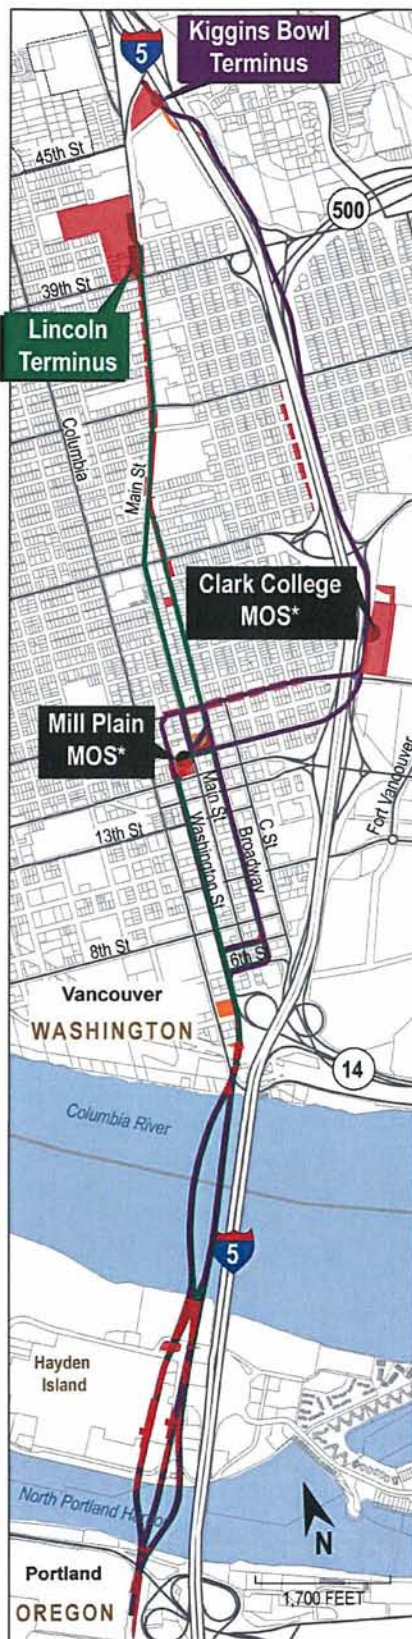 Kiggins Bowl
Terminus
5
45th St
500
39th St
Lincoln
Terminus
Columbia
Main St
Clark College
MOS*
Mill Plain
MOS*
Main St
Fort Vancouver
13th St
Washington St
Broadway
C St
8th St
6th St
Vancouver
WASHINGTON
14
Columbia River
5
Hayden
Island
North Portland Harbor
N
Portland
1,700 FEET
OREGON